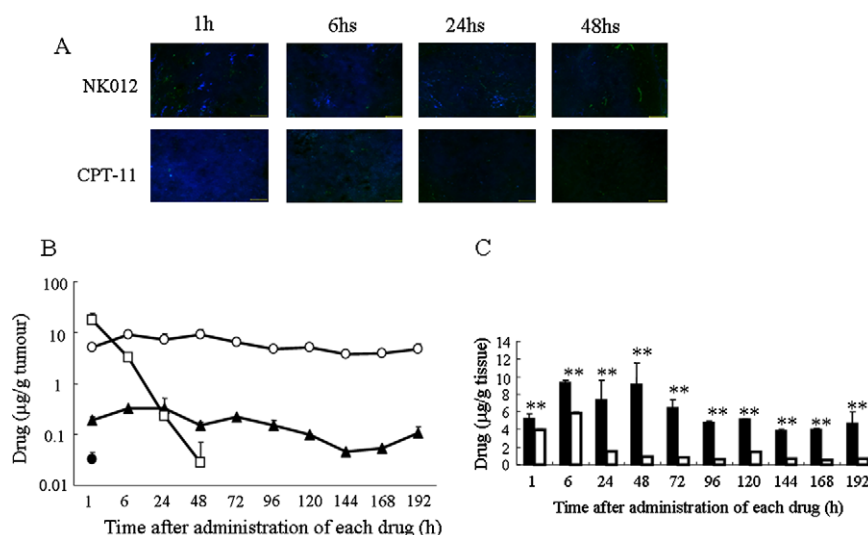 A
1h 6hs 24hs 48hs
NK012
CPT-11
B
Drug (µg/g tumour)
100
10
1
0.1
0.01
1 6 24 48 72 96 120 144 168 192
Time after administration of each drug (h)
C
Drug (µg/g tissue)
14
12
10
8
6
4
2
0
** ** ** ** ** ** ** ** ** **
1 6 24 48 72 96 120 144 168 192
Time after administration of each drug (h)